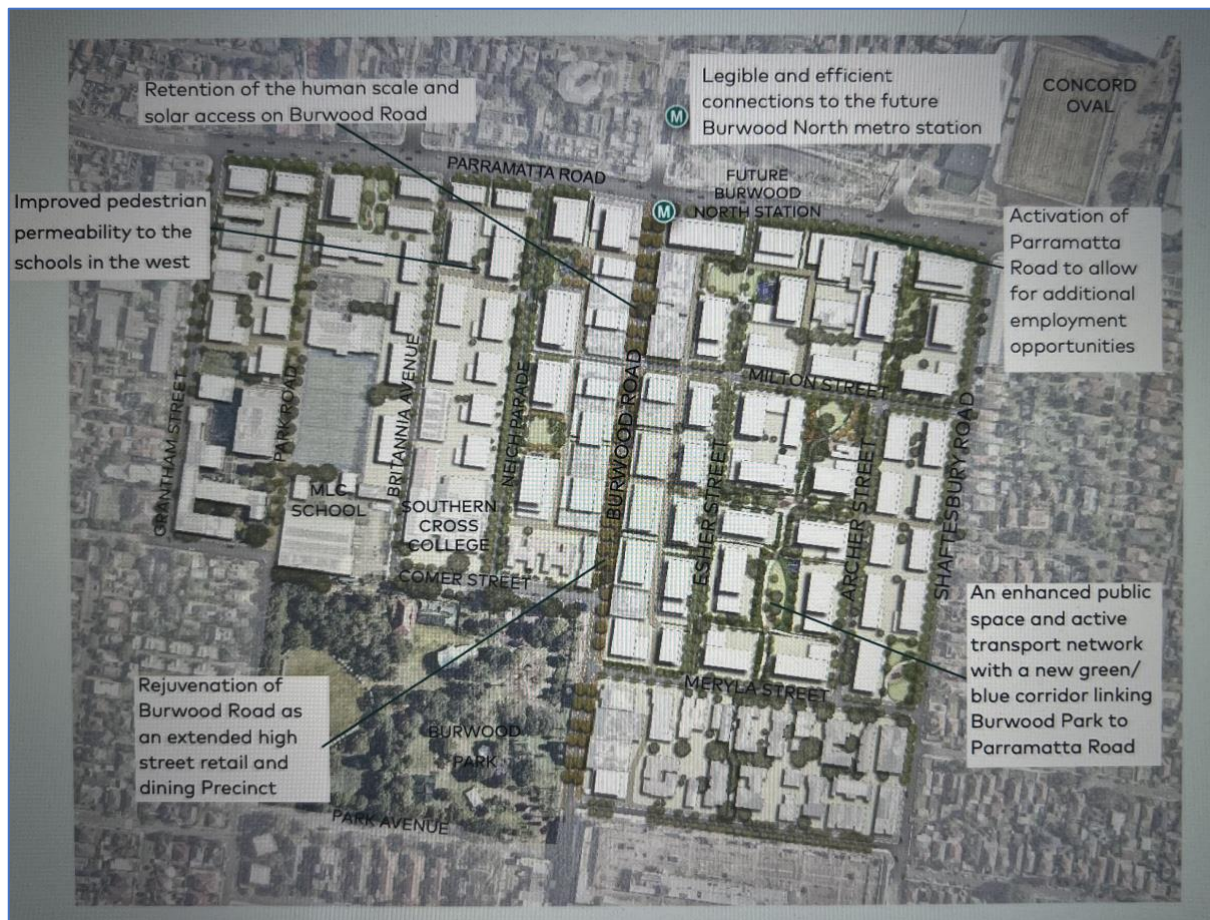 Retention of the human scale and
solar access on Burwood Road
Legible and efficient
connections to the future
Burwood North metro station
CONCORD
OVAL
M
PARRAMATTA ROAD
FUTURE
BURWOOD
NORTH STATION
M
Improved pedestrian
permeability to the
schools in the west
Activation of
Parramatta
Road to allow
for additional
employment
opportunities
GRANTHAM STREET
PARK ROAD
BRITANNIA AVENUE
NEICH PARADE
BURWOOD ROAD
MILTON STREET
ESHER STREET
ARCHER STREET
SHAFTESBURY ROAD
MLC
SCHOOL
SOUTHERN
CROSS
COLLEGE
COMER STREET
An enhanced public
space and active
transport network
with a new green/
blue corridor linking
Burwood Park to
Parramatta Road
Rejuvenation of
Burwood Road as
an extended high
street retail and
dining Precinct
MERYLA STREET
BURWOOD
PARK
PARK AVENUE